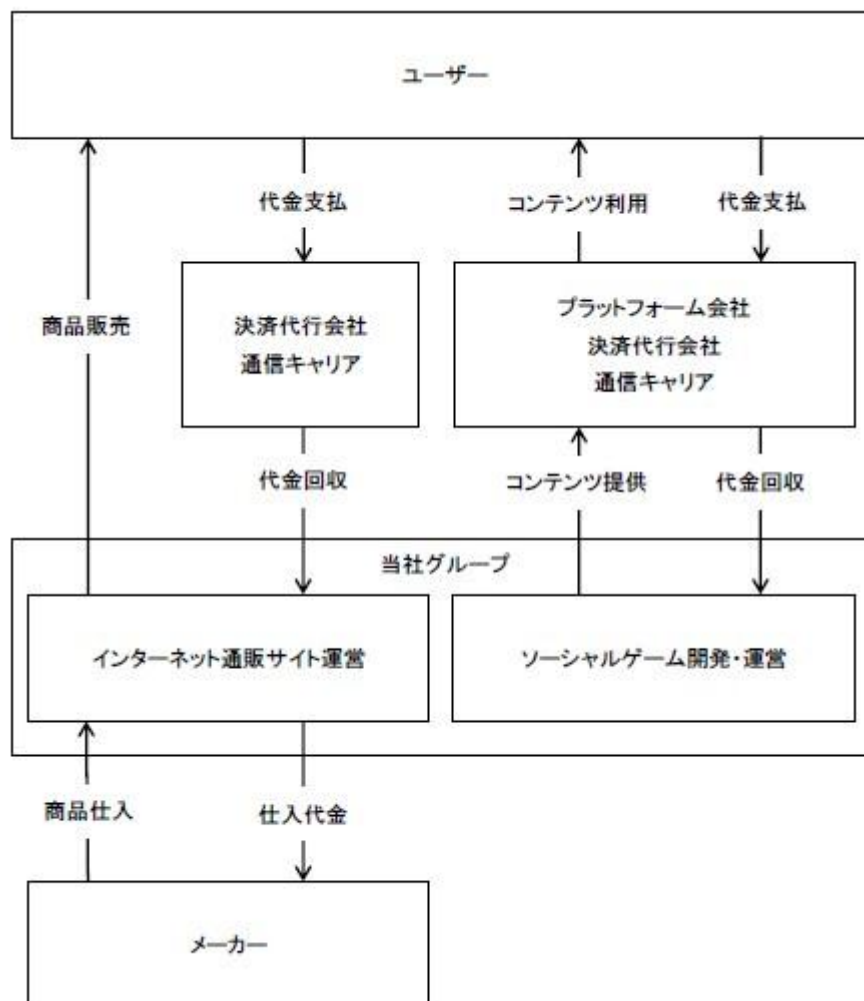 ユーザー
代金支払
コンテンツ利用
代金支払
商品販売
決済代行会社
通信キャリア
プラットフォーム会社
決済代行会社
通信キャリア
代金回収
コンテンツ提供
代金回収
当社グループ
インターネット通販サイト運営
ソーシャルゲーム開発・運営
商品仕入
仕入代金
メーカー